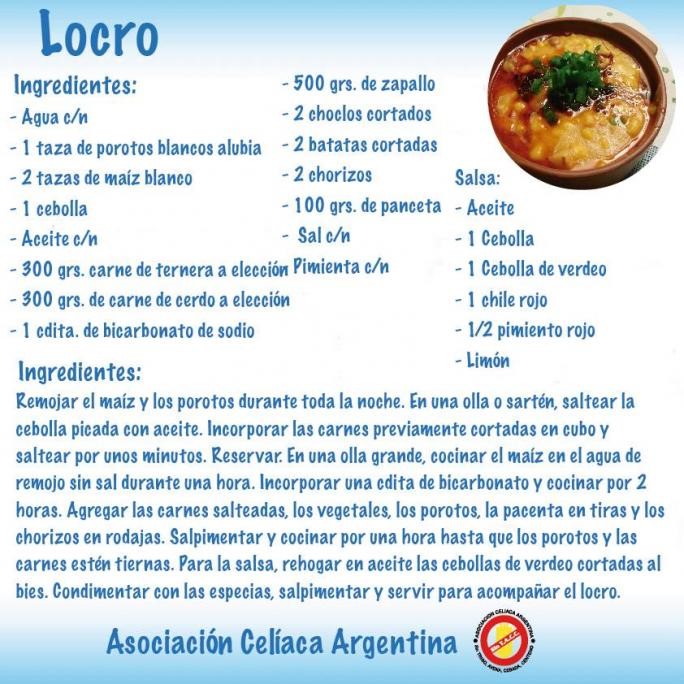 Locro
Ingredientes:
- Agua c/n
- 1 taza de porotos blancos alubia
- 2 tazas de maíz blanco
- 1 cebolla
- Aceite c/n
- 300 grs. carne de ternera a elección
- 300 grs. de carne de cerdo a elección
- 1 cdita. de bicarbonato de sodio
- 500 grs. de zapallo
- 2 choclos cortados
- 2 batatas cortadas
- 2 chorizos
- 100 grs. de panceta
- Sal c/n
Pimienta c/n
Salsa:
- Aceite
- 1 Cebolla
- 1 Cebolla de verdeo
- 1 chile rojo
- 1/2 pimiento rojo
- Limón
Ingredientes:
Remojar el maíz y los porotos durante toda la noche. En una olla o sartén, saltear la
cebolla picada con aceite. Incorporar las carnes previamente cortadas en cubo y
saltear por unos minutos. Reservar. En una olla grande, cocinar el maíz en el agua de
remojo sin sal durante una hora. Incorporar una cdita de bicarbonato y cocinar por 2
horas. Agregar las carnes salteadas, los vegetales, los porotos, la pacenta en tiras y los
chorizos en rodajas. Salpimentar y cocinar por una hora hasta que los porotos y las
carnes estén tiernas. Para la salsa, rehogar en aceite las cebollas de verdeo cortadas al
bies. Condimentar con las especias, salpimentar y servir para acompañar el locro.
Asociación Celíaca Argentina
ASOCIACION CELIACA ARGENTINA
Sin T.A.C.C.
SIN TRIGO, AVENA, CEBADA, CENTENO